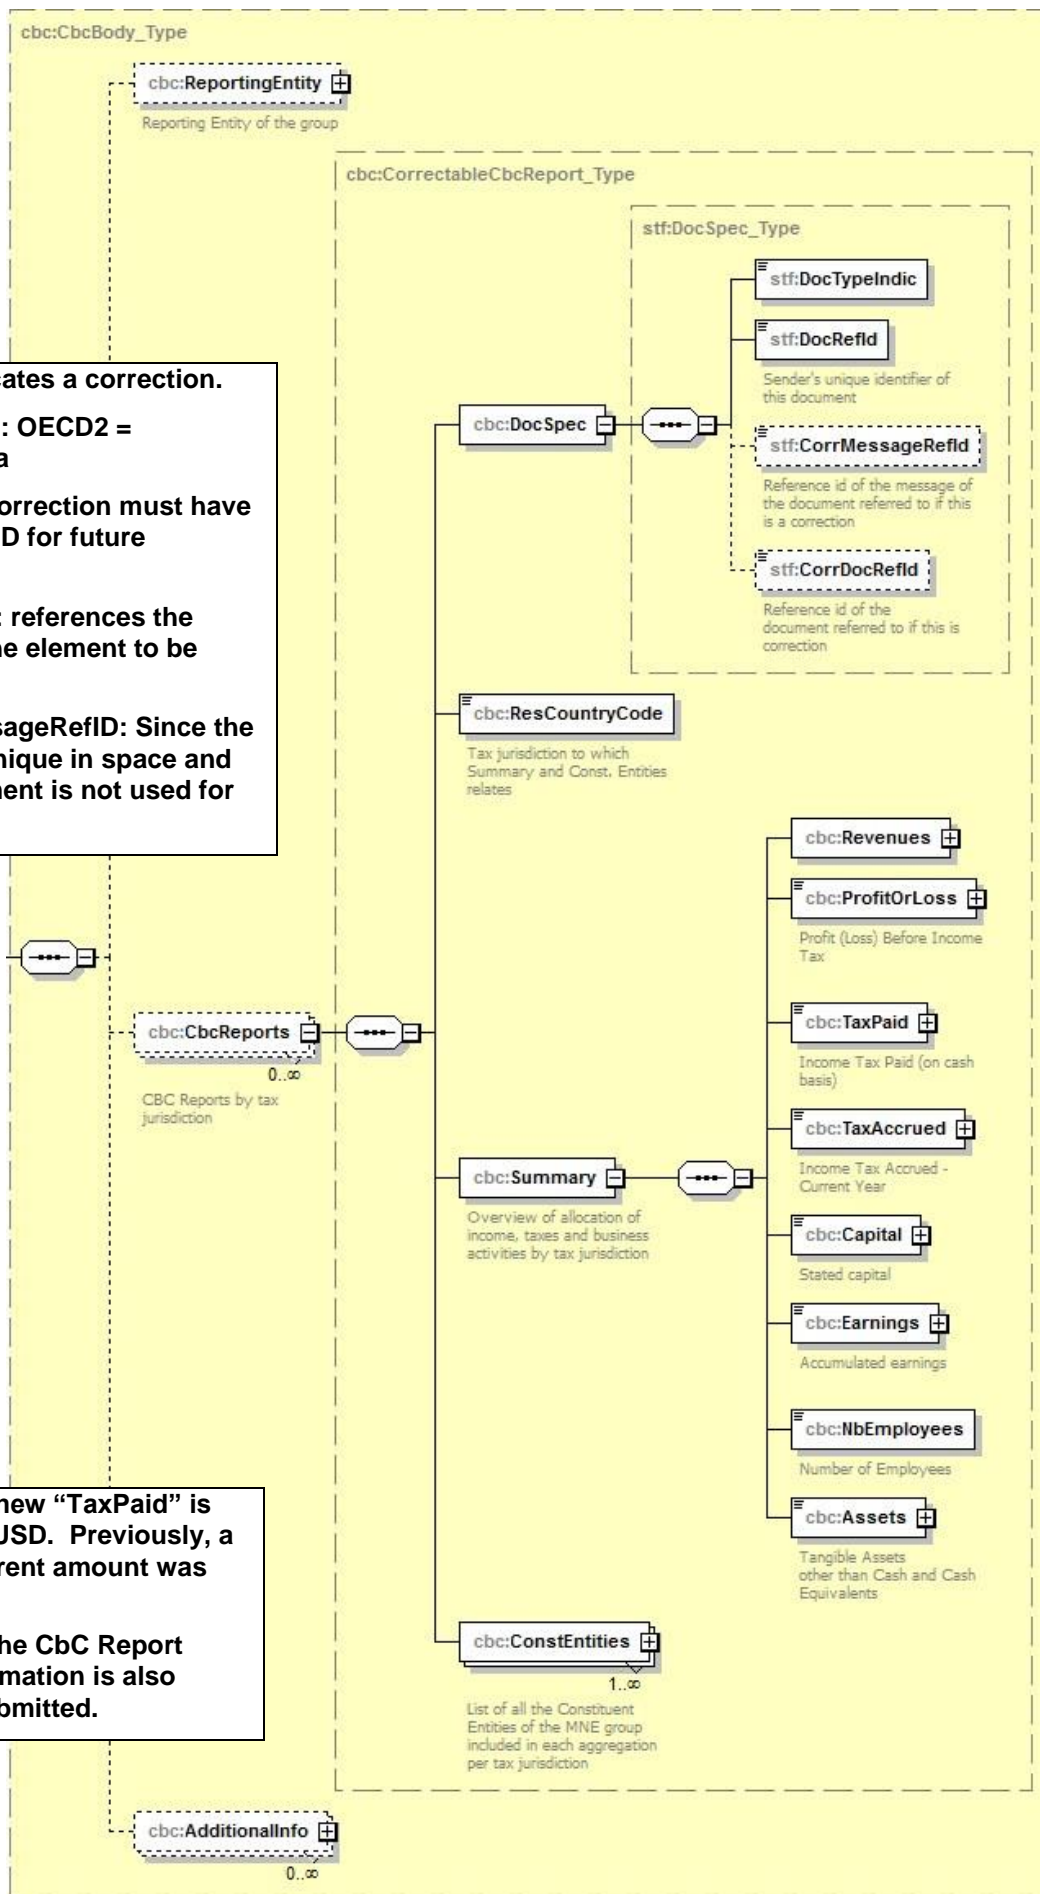 cbc:CbcBody_Type
cbc:ReportingEntity
Reporting Entity of the group
cbc:CorrectableCbcReport_Type
stf:DocSpec_Type
stf:DocTypeIndic
stf:DocRefId
Sender's unique identifier of
this document
cbc:DocSpec
stf:CorrMessageRefId
Reference id of the message of
the document referred to if this
is a correction
stf:CorrDocRefId
Reference id of the
document referred to if this is
correction
cates a correction.
: OECD2 =
a
orrection must have
D for future
: references the
ne element to be
sageRefID: Since the
nique in space and
nent is not used for
cbc:ResCountryCode
Tax jurisdiction to which
Summary and Const. Entities
relates
cbc:Revenues
cbc:ProfitOrLoss
Profit (Loss) Before Income
Tax
cbc:CbcReports
0..∞
CBC Reports by tax
jurisdiction
cbc:TaxPaid
Income Tax Paid (on cash
basis)
cbc:TaxAccrued
Income Tax Accrued -
Current Year
cbc:Summary
Overview of allocation of
income, taxes and business
activities by tax jurisdiction
cbc:Capital
Stated capital
cbc:Earnings
Accumulated earnings
cbc:NbEmployees
Number of Employees
cbc:Assets
Tangible Assets
other than Cash and Cash
Equivalents
new “TaxPaid” is
USD. Previously, a
rent amount was
he CbC Report
rmation is also
bmitted.
cbc:ConstEntities
1..∞
List of all the Constituent
Entities of the MNE group
included in each aggregation
per tax jurisdiction
cbc:AdditionalInfo
0..∞